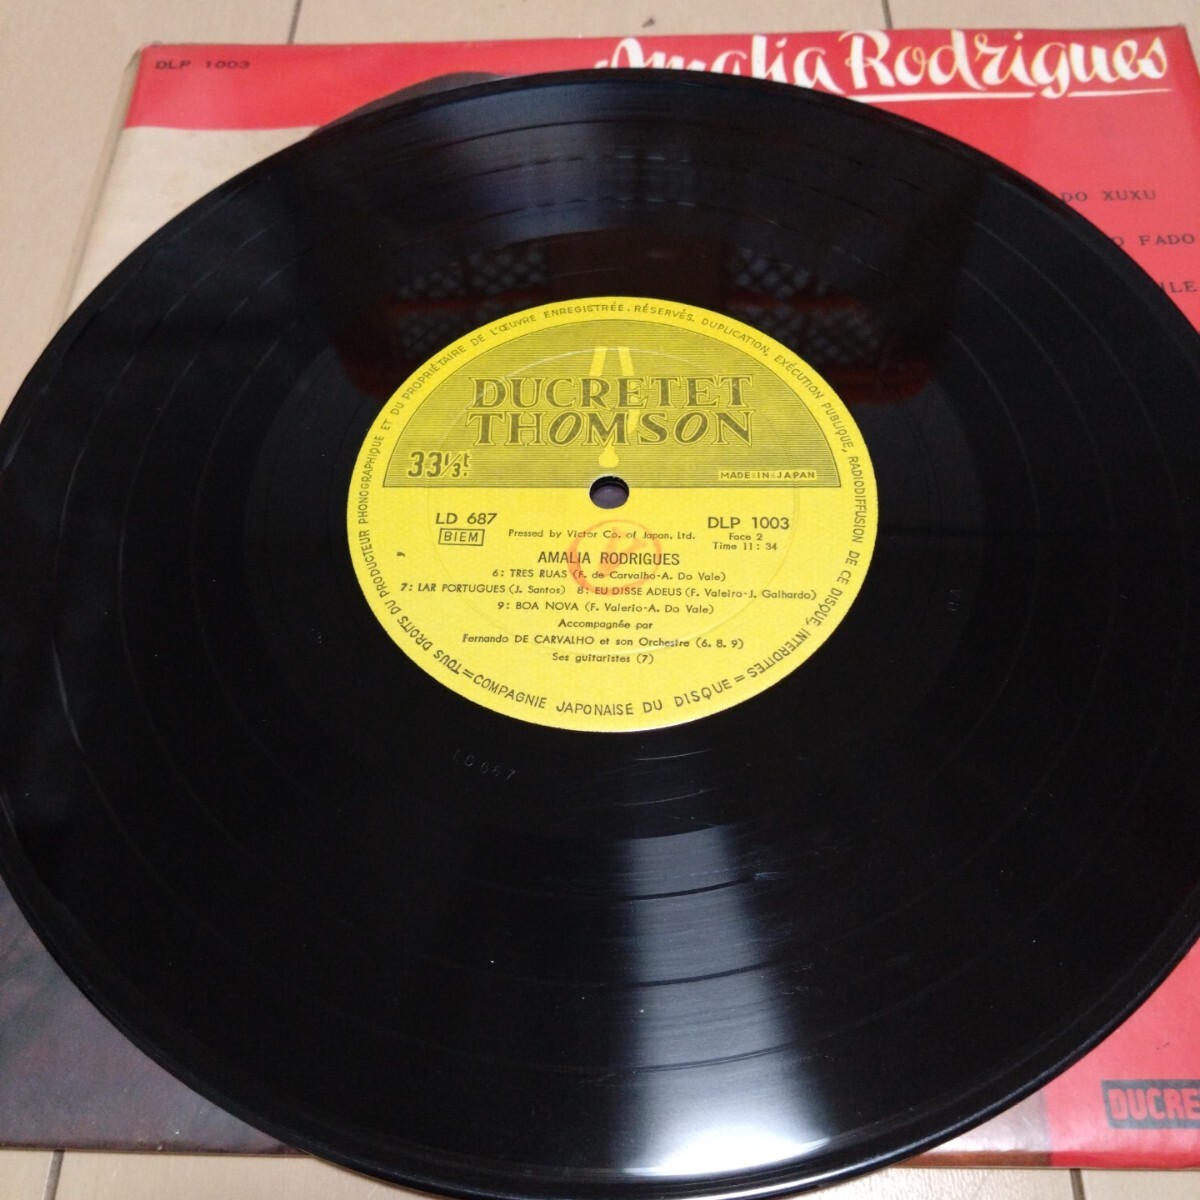 DLP 1003
Amalia Rodrigues
DO XUXU
FADO
DUCRE
TOUS DROITS DU PRODUCTEUR PHONOGRAPHIQUE ET DU PROPRIÉTAIRE DE L'ŒUVRE ENREGISTRÉE. RÉSERVÉS. DUPLICATION, EXÉCUTION PUBLIQUE, RADIODIFFUSION DE CE DISQUE, INTERDITES = COMPAGNIE JAPONAISE DU DISQUE =
DUCRETET
THOMSON
33 1/3 t.
MADE IN JAPAN
LD 687
BIEM
Pressed by Victor Co. of Japan, Ltd.
DLP 1003
Face 2
Time 11: 34
AMALIA RODRIGUES
6: TRES RUAS (F. de Carvalho-A. Do Vale)
7: LAR PORTUGUES (J. Santos) 8: EU DISSE ADEUS (F. Valeiro-J. Galhardo)
9: BOA NOVA (F. Valerio-A. Do Vale)
Accompagnée par
Fernando DE CARVALHO et son Orchestre (6. 8. 9)
Ses guitaristes (7)